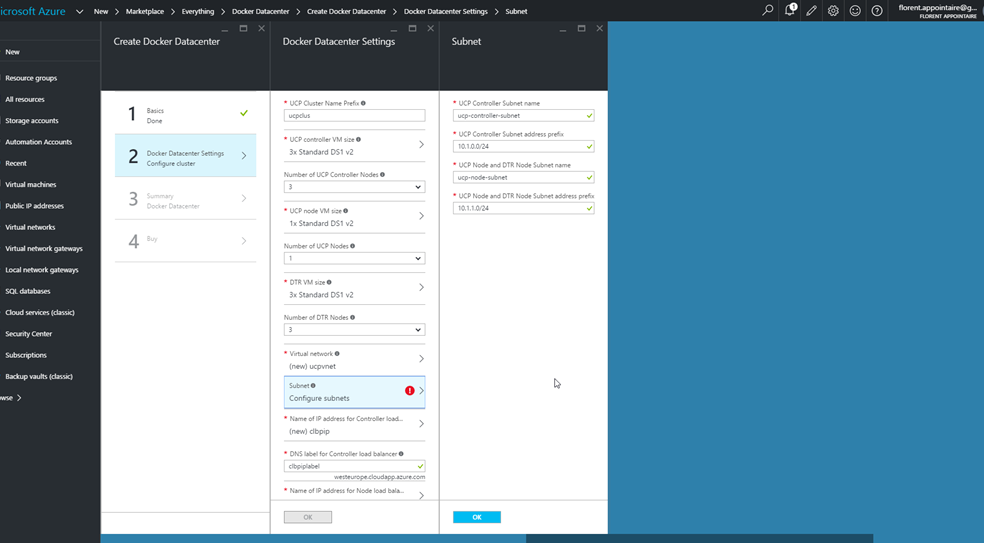 icrosoft Azure
New > Marketplace > Everything > Docker Datacenter > Create Docker Datacenter > Docker Datacenter Settings > Subnet
1
florent.appointaire@g...
FLORENT APPOINTAIRE
New
Resource groups
All resources
Storage accounts
Automation Accounts
Recent
Virtual machines
Public IP addresses
Virtual networks
Virtual network gateways
Local network gateways
SQL databases
Cloud services (classic)
Security Center
Subscriptions
Backup vaults (classic)
wse >
Create Docker Datacenter
1
Basics
Done
2
Docker Datacenter Settings
Configure cluster
3
Summary
Docker Datacenter
4
Buy
Docker Datacenter Settings
* UCP Cluster Name Prefix
ucpclus
* UCP controller VM size
3x Standard DS1 v2
Number of UCP Controller Nodes
3
* UCP node VM size
1x Standard DS1 v2
Number of UCP Nodes
1
* DTR VM size
3x Standard DS1 v2
Number of DTR Nodes
3
* Virtual network
(new) ucpvnet
Subnet
Configure subnets
* Name of IP address for Controller load...
(new) clbpip
* DNS label for Controller load balancer
clbpiplabel
westeurope.cloudapp.azure.com
* Name of IP address for Node load bala...
OK
Subnet
* UCP Controller Subnet name
ucp-controller-subnet
* UCP Controller Subnet address prefix
10.1.0.0/24
* UCP Node and DTR Node Subnet name
ucp-node-subnet
* UCP Node and DTR Node Subnet address prefix
10.1.1.0/24
OK